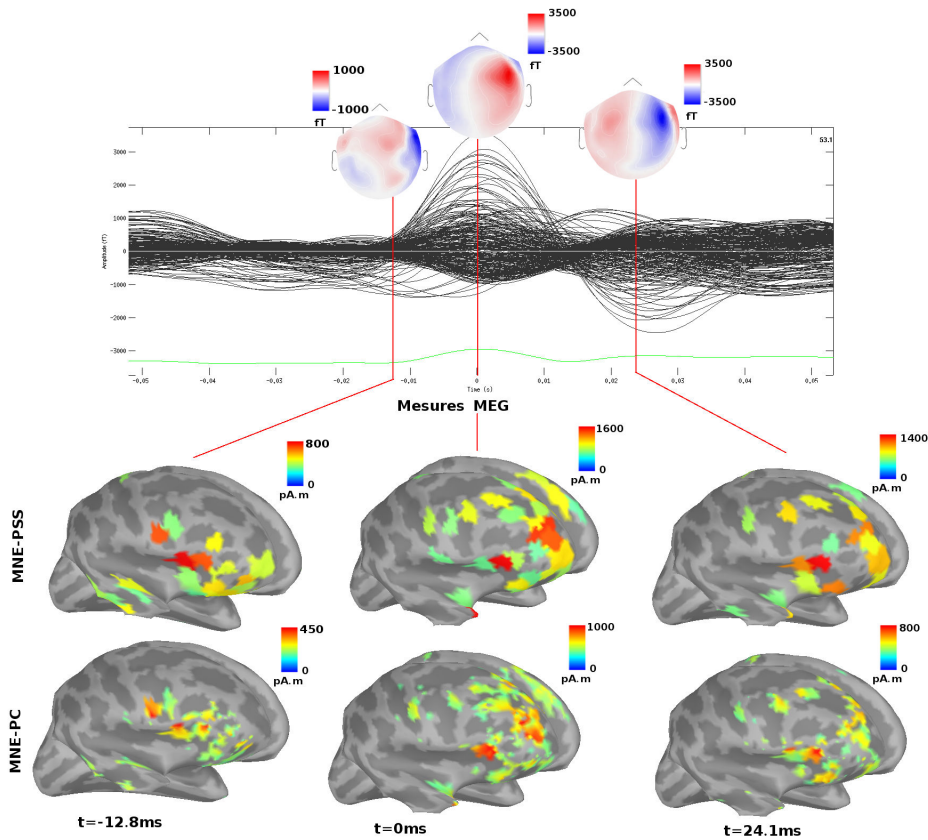 3500
-3500
fT
1000
-1000
fT
3500
-3500
fT
53.1
3000
2000
1000
0
-1000
-2000
-3000
Amplitude (fT)
-0.05
-0.04
-0.03
-0.02
-0.01
0
0.01
0.02
0.03
0.04
0.05
Time (s)
Mesures MEG
MNE-PSS
800
0
pA.m
1600
0
pA.m
1400
0
pA.m
MNE-PC
450
0
pA.m
1000
0
pA.m
800
0
pA.m
t=-12.8ms
t=0ms
t=24.1ms